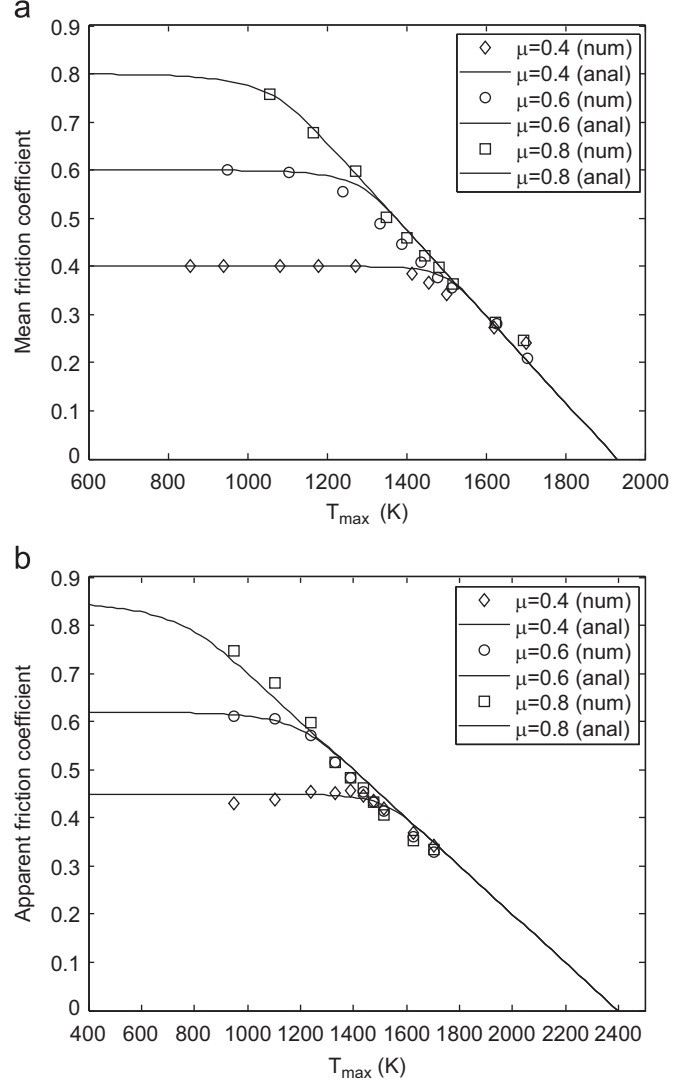 a
0.9
0.8
0.7
0.6
0.5
0.4
0.3
0.2
0.1
0
Mean friction coefficient
600 800 1000 1200 1400 1600 1800 2000
Tmax (K)
μ=0.4 (num)
μ=0.4 (anal)
μ=0.6 (num)
μ=0.6 (anal)
μ=0.8 (num)
μ=0.8 (anal)
b
0.9
0.8
0.7
0.6
0.5
0.4
0.3
0.2
0.1
0
Apparent friction coefficient
400 600 800 1000 1200 1400 1600 1800 2000 2200 2400
Tmax (K)
μ=0.4 (num)
μ=0.4 (anal)
μ=0.6 (num)
μ=0.6 (anal)
μ=0.8 (num)
μ=0.8 (anal)